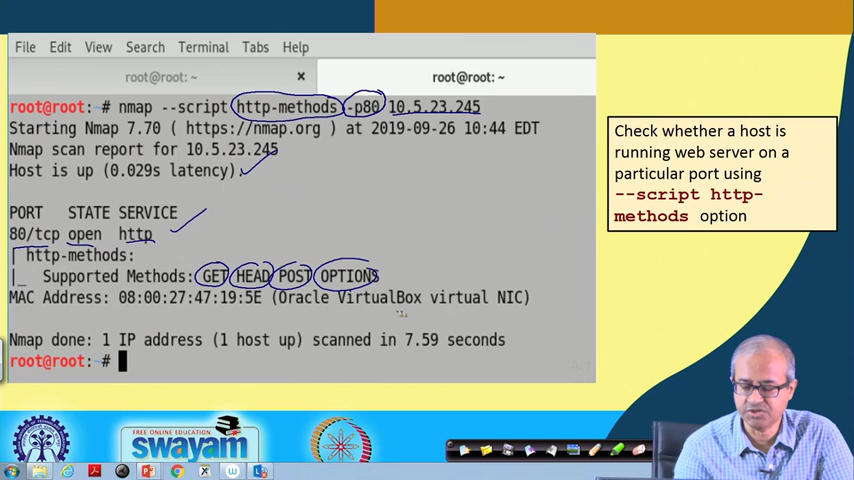 File Edit View Search Terminal Tabs Help
root@root: ~
root@root: ~
root@root:~# nmap --script http-methods -p80 10.5.23.245
Starting Nmap 7.70 ( https://nmap.org ) at 2019-09-26 10:44 EDT
Nmap scan report for 10.5.23.245
Host is up (0.029s latency).
PORT STATE SERVICE
80/tcp open http
| http-methods:
|_ Supported Methods: GET HEAD POST OPTIONS
MAC Address: 08:00:27:47:19:5E (Oracle VirtualBox virtual NIC)
Nmap done: 1 IP address (1 host up) scanned in 7.59 seconds
root@root:~#
Check whether a host is
running web server on a
particular port using
--script http-
methods option
FREE ONLINE EDUCATION
swayam